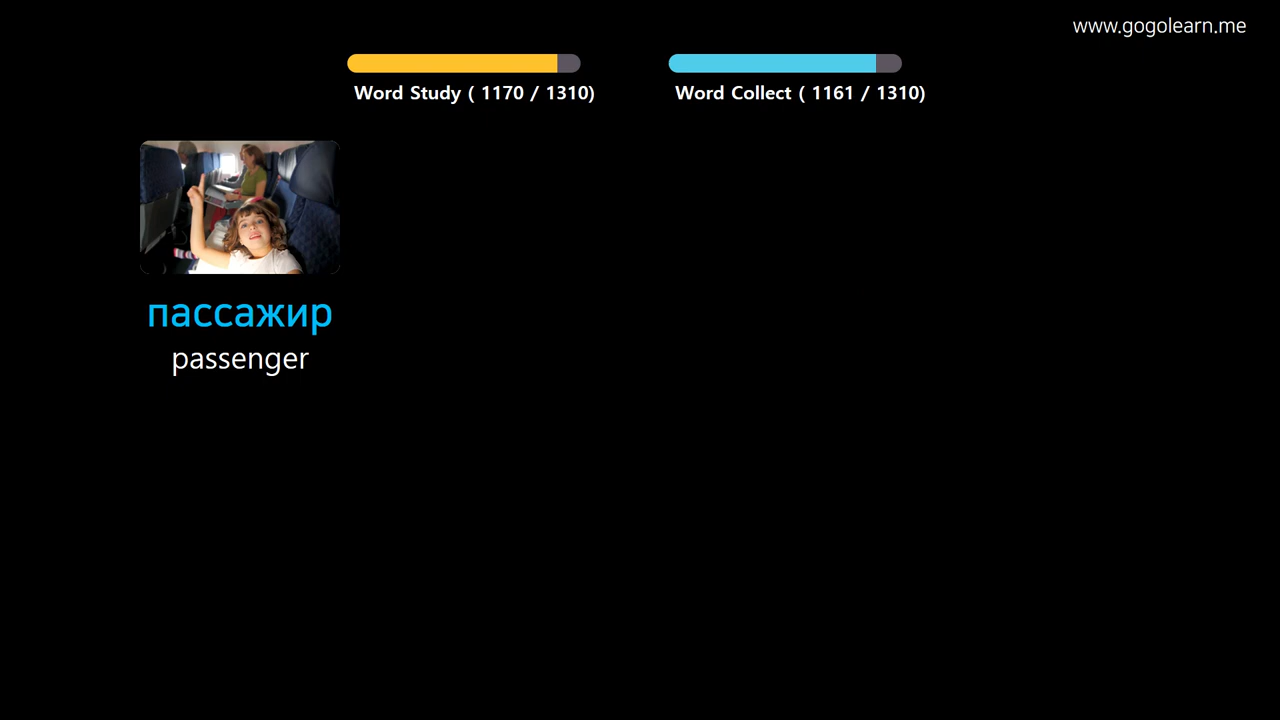 www.gogolearn.me
Word Study ( 1170 / 1310)
Word Collect ( 1161 / 1310)
пассажир
passenger